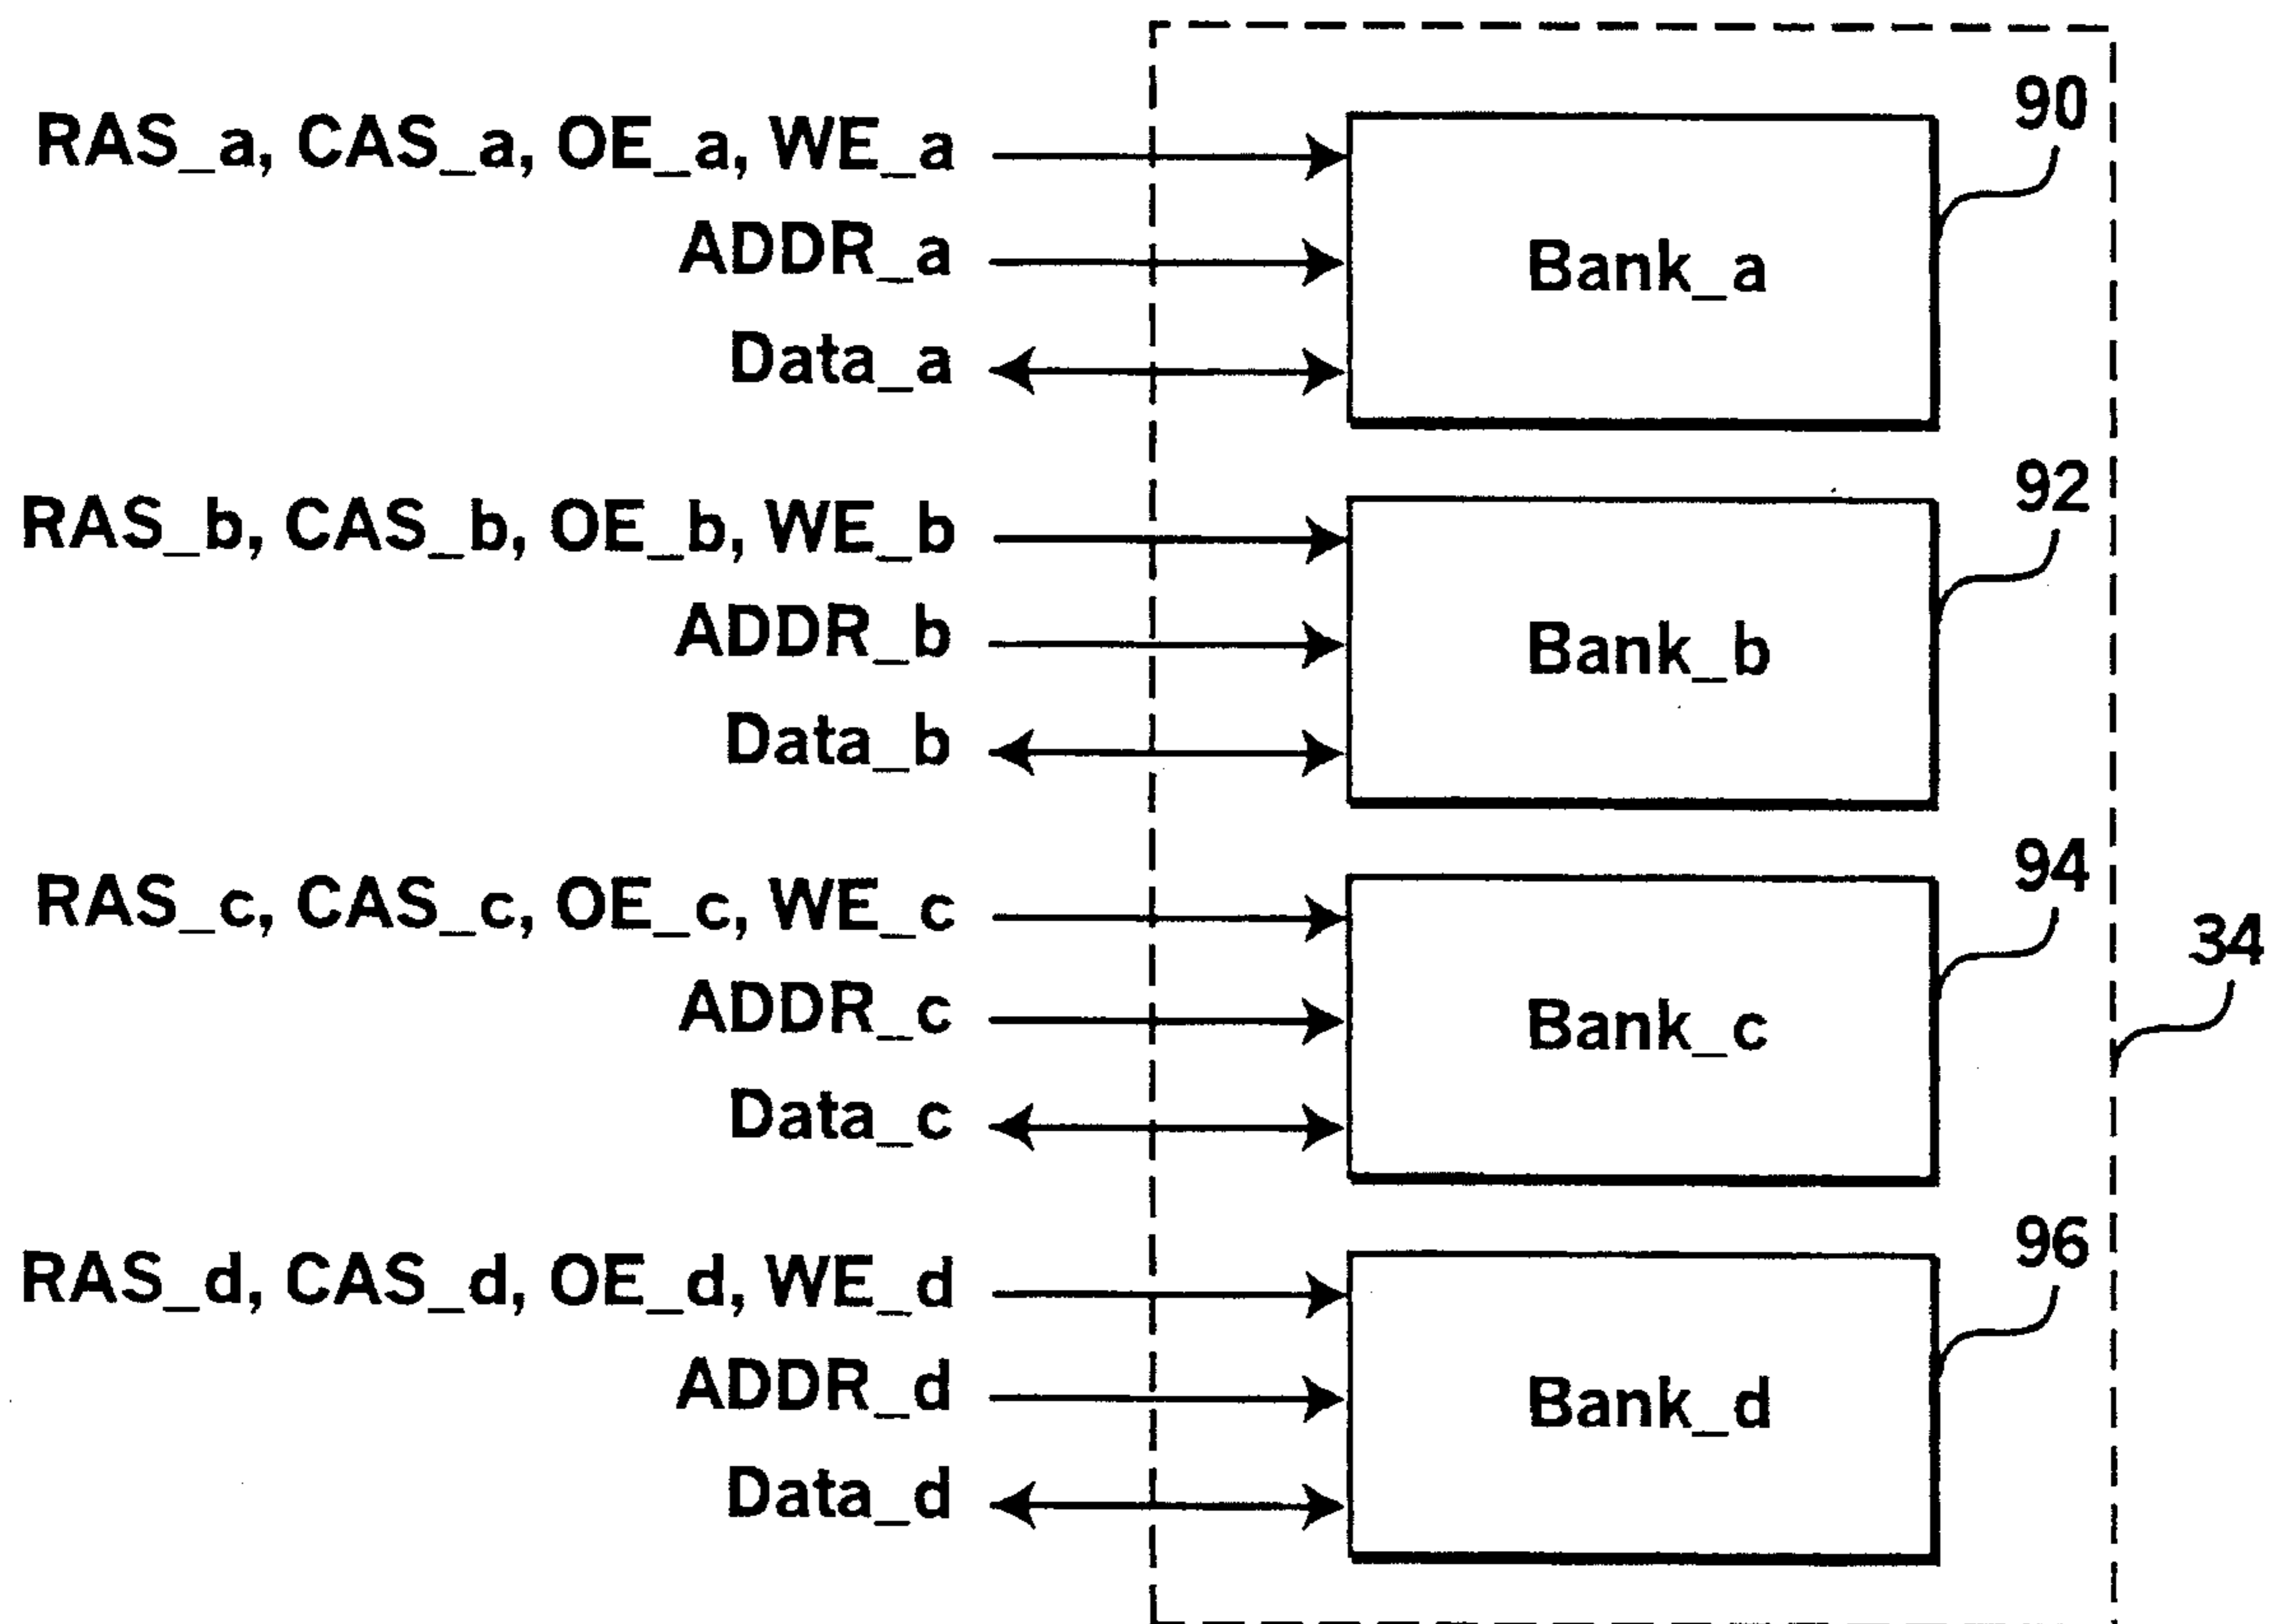 90
RAS_a, CAS_a, OE_a, WE_a
ADDR_a
Bank_a
Data_a
92
RAS_b, CAS_b, OE_b, WE_b
ADDR_b
Bank_b
Data_b
94
RAS_c, CAS_c, OE_c, WE_c
34
ADDR_c
Bank_c
Data_c
96
RAS_d, CAS_d, OE_d, WE_d
ADDR_d
Bank_d
Data_d